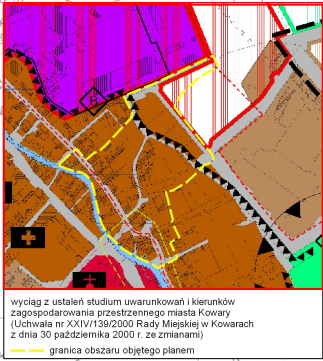 wyciąg z ustaleń studium uwarunkowań i kierunków
zagospodarowania przestrzennego miasta Kowary
(Uchwała nr XXIV/139/2000 Rady Miejskiej w Kowarach
z dnia 30 października 2000 r. ze zmianami)
granica obszaru objętego planem